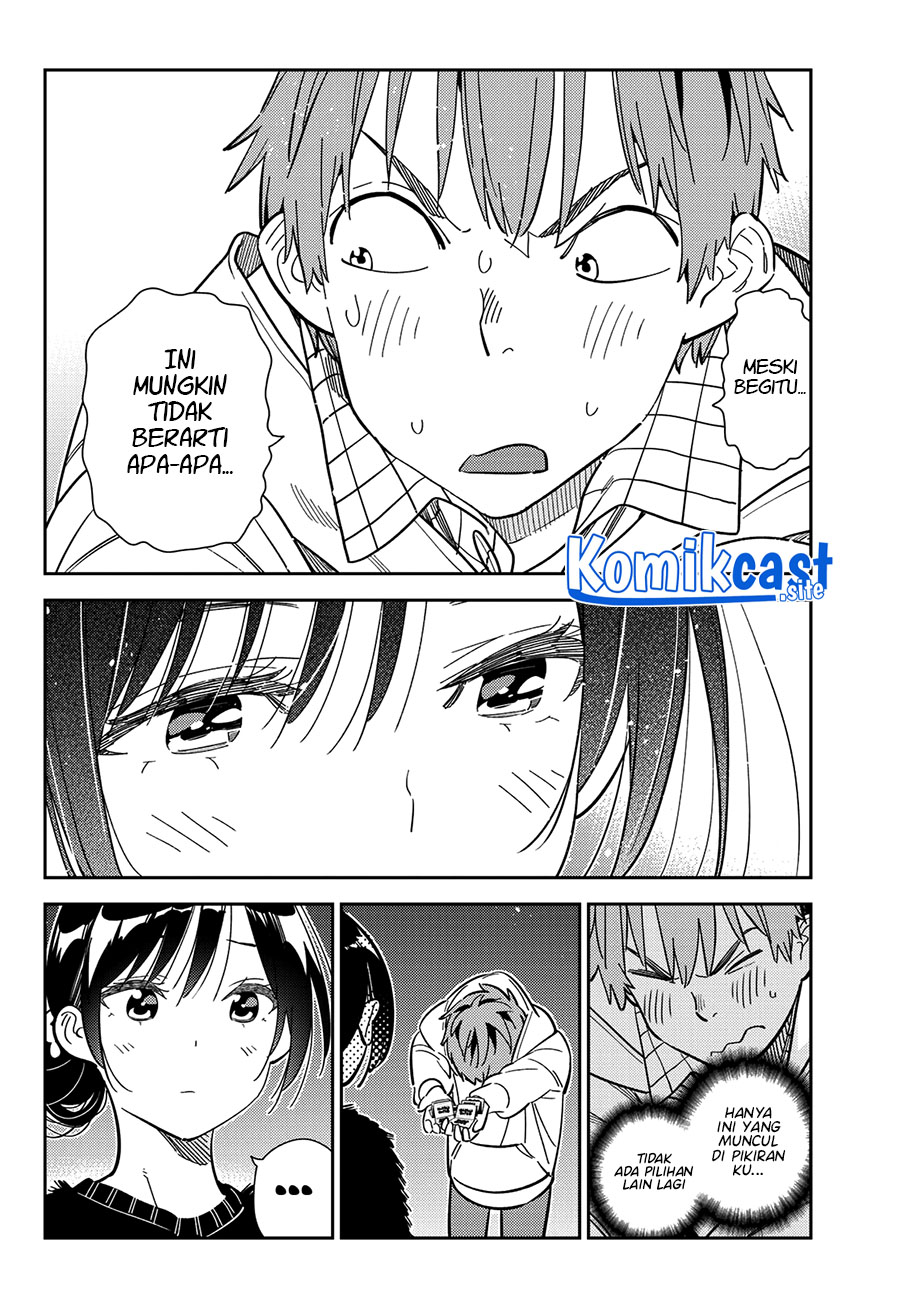 MESKI
BEGITU...
INI
MUNGKIN
TIDAK
BERARTI
APA-APA...
Komikcast
.site
HANYA
INI YANG
MUNCUL
DI PIKIRAN
KU...
TIDAK
ADA PILIHAN
LAIN LAGI
...